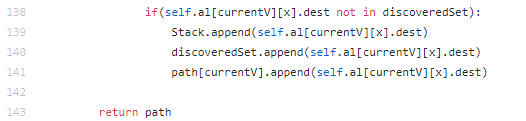 138 if(self.al[currentV][x].dest not in discoveredSet):
139 Stack.append(self.al[currentV][x].dest)
140 discoveredSet.append(self.al[currentV][x].dest)
141 path[currentV].append(self.al[currentV][x].dest)
142
143 return path